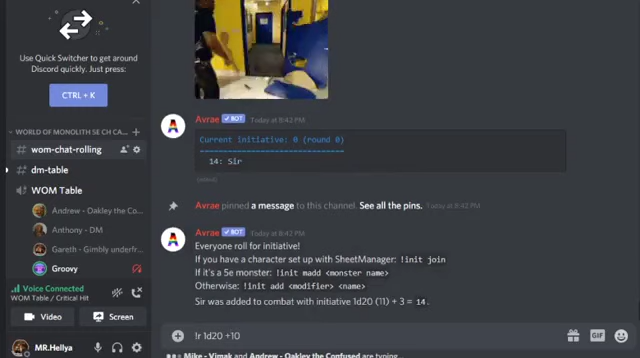 Use Quick Switcher to get around
Discord quickly. Just press:
CTRL + K
WORLD OF MONOLITH 5E CH CA...
wom-chat-rolling
dm-table
WOM Table
Andrew - Oakley the Co...
Anthony - DM
Gareth - Gimbly underfr...
Groovy
Voice Connected
WOM Table / Critical Hit
Video
Screen
MR.Hellya
Avrae BOT Today at 8:42 PM
Current initiative: 0 (round 0)
===============================
14: Sir
(edited)
Avrae pinned a message to this channel. See all the pins. Today at 8:42 PM
Avrae BOT Today at 8:42 PM
Everyone roll for initiative!
If you have a character set up with SheetManager: !init join
If it's a 5e monster: !init madd <monster name>
Otherwise: !init add <modifier> <name>
Sir was added to combat with initiative 1d20 (11) + 3 = 14.
!r 1d20 +10
GIF
Mike - Vimak and Andrew - Oakley the Confused are typing...